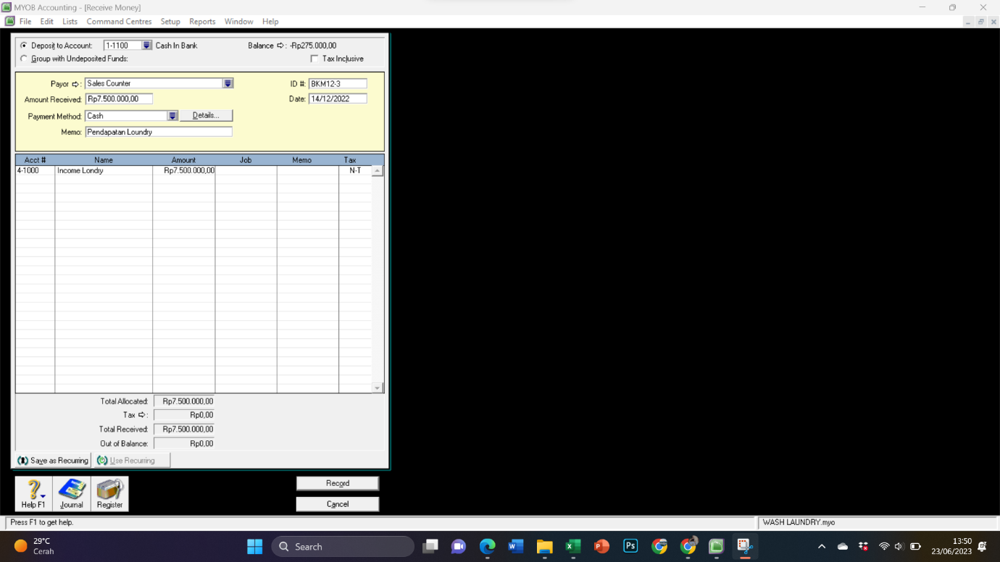 MYOB Accounting - [Receive Money]
File Edit Lists Command Centres Setup Reports Window Help
Deposit to Account: 1-1100 Cash In Bank Balance ⇨: -Rp275.000,00
Group with Undeposited Funds: Tax Inclusive
Payor ⇨: Sales Counter ID #: BKM12-3
Amount Received: Rp7.500.000,00 Date: 14/12/2022
Payment Method: Cash Details...
Memo: Pendapatan Loundry
Acct # Name Amount Job Memo Tax
4-1000 Income Londry Rp7.500.000,00 N-T
Total Allocated: Rp7.500.000,00
Tax ⇨: Rp0,00
Total Received: Rp7.500.000,00
Out of Balance: Rp0,00
Save as Recurring Use Recurring
Record
Help F1 Journal Register Cancel
Press F1 to get help. WASH LAUNDRY.myo
29°C
Cerah
Search
Ps
13:50
23/06/2023